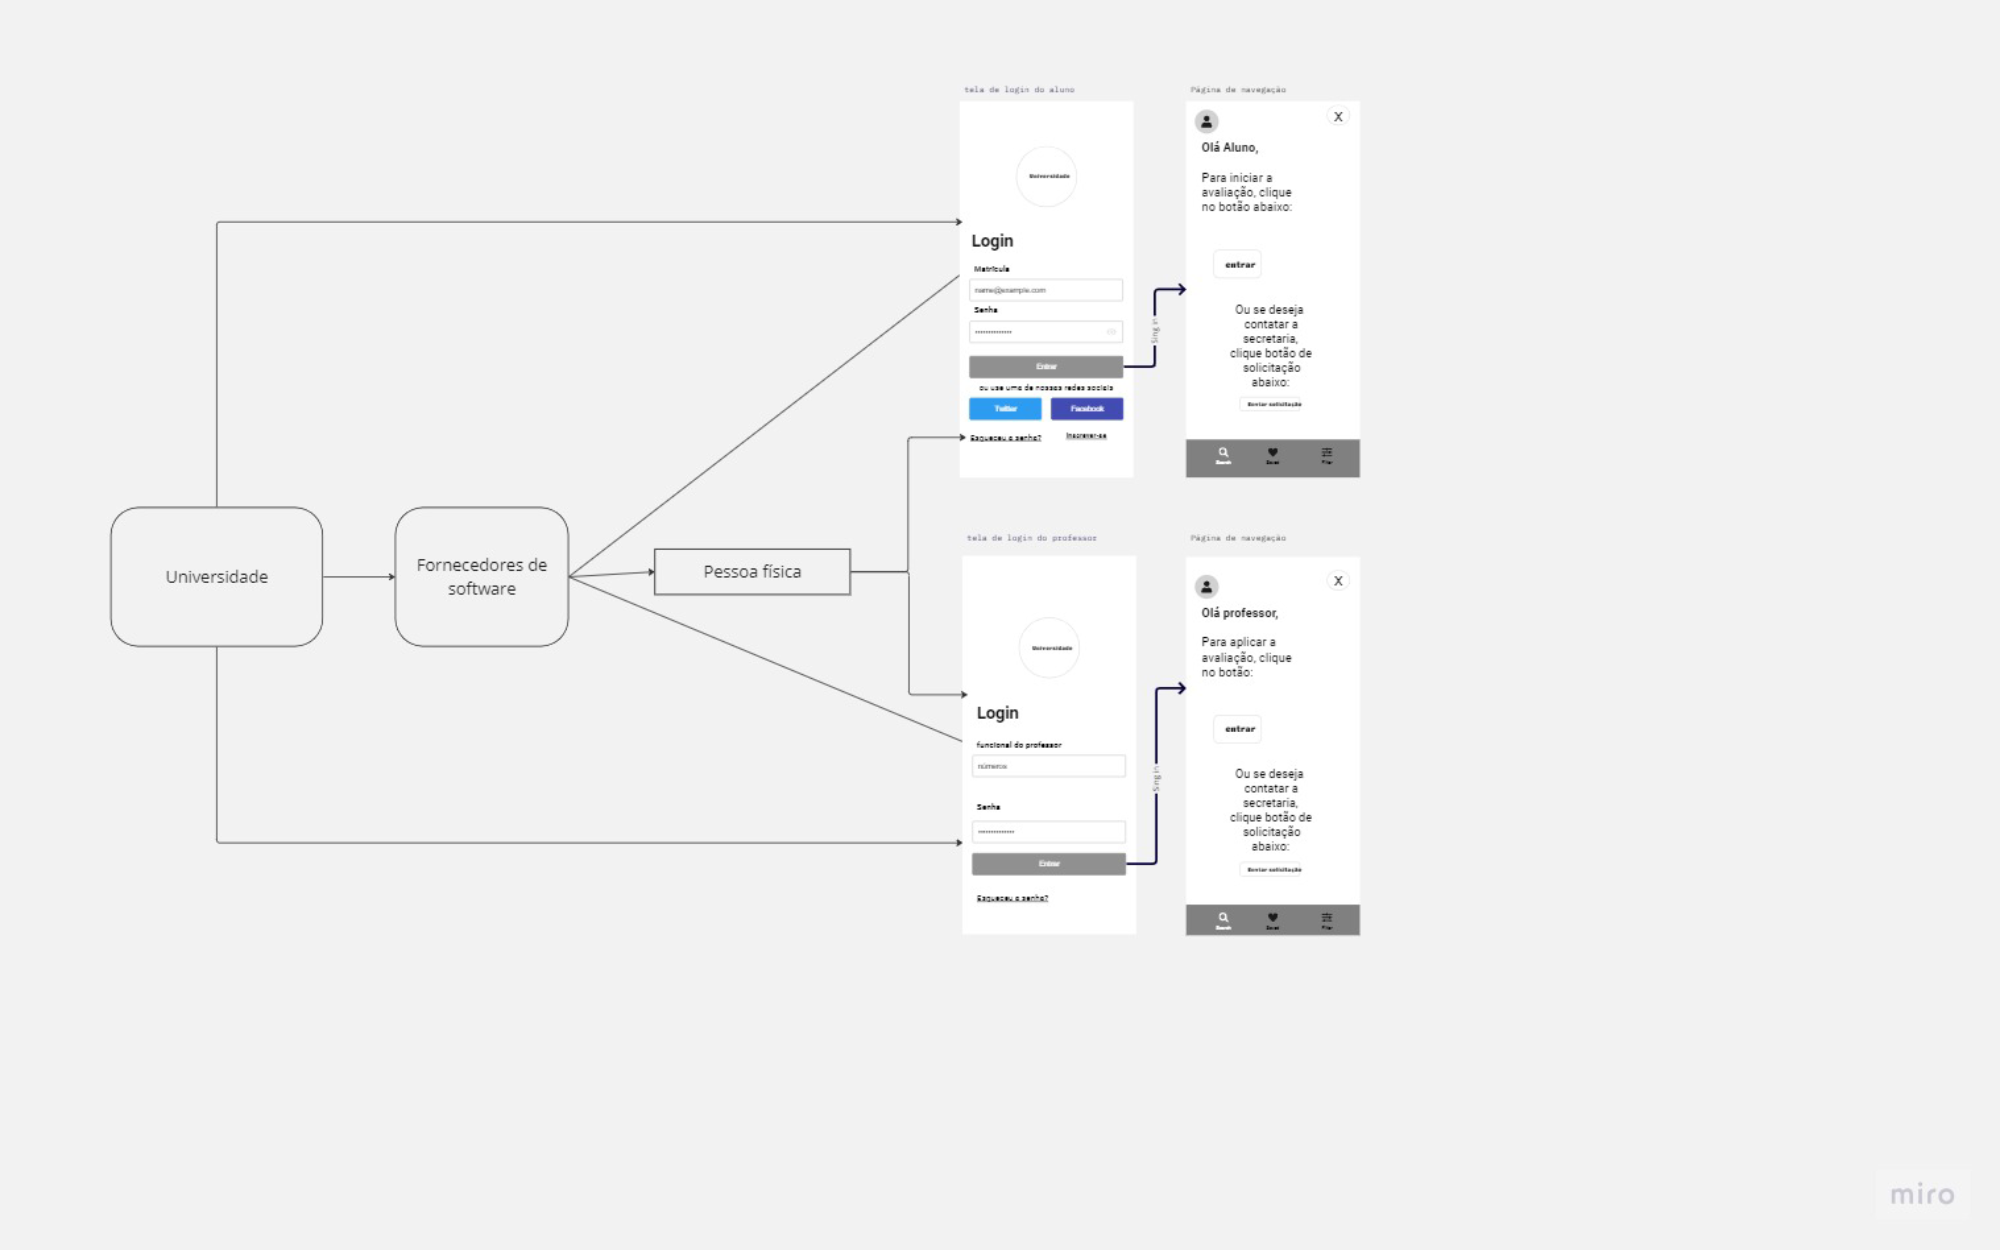 tela de login do aluno
Universidade
Login
Matrícula
name@example.com
Senha
Entrar
ou use uma de nossas redes sociais
Twitter
Facebook
Esqueceu a senha?
Inscrever-se
Sing in
Página de navegação
X
Olá Aluno,
Para iniciar a
avaliação, clique
no botão abaixo:
entrar
Ou se deseja
contatar a
secretaria,
clique botão de
solicitação
abaixo:
Enviar solicitação
Search
Filter
Universidade
Fornecedores de
software
Pessoa física
tela de login do professor
Universidade
Login
funcional do professor
números
Senha
Entrar
Esqueceu a senha?
Sing in
Página de navegação
X
Olá professor,
Para aplicar a
avaliação, clique
no botão:
entrar
Ou se deseja
contatar a
secretaria,
clique botão de
solicitação
abaixo:
Enviar solicitação
Search
Filter
miro